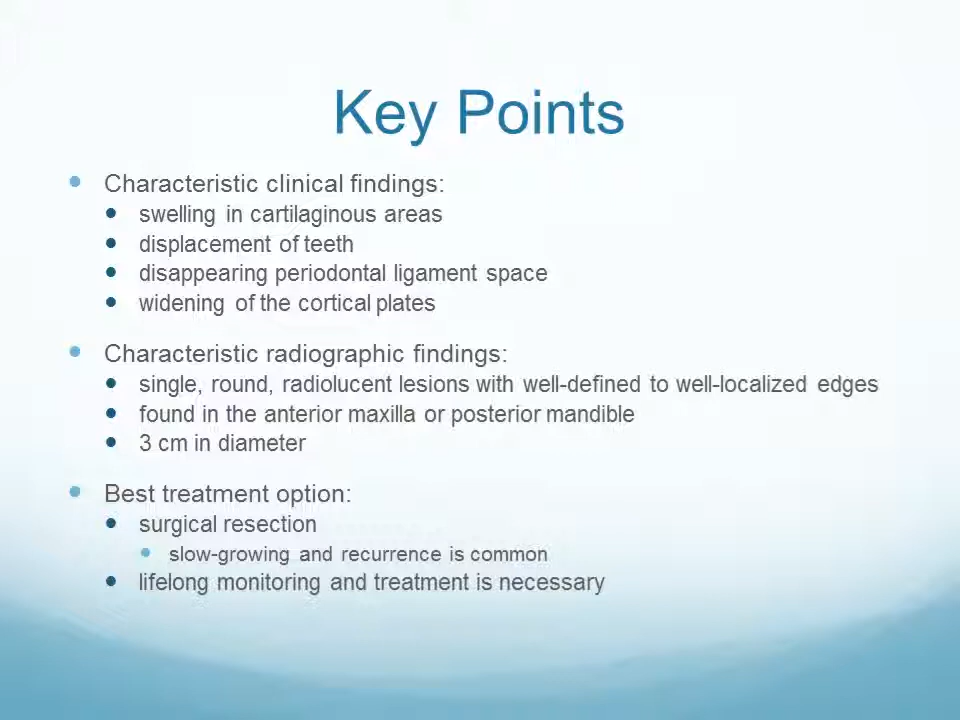 Key Points
Characteristic clinical findings:
swelling in cartilaginous areas
displacement of teeth
disappearing periodontal ligament space
widening of the cortical plates
Characteristic radiographic findings:
single, round, radiolucent lesions with well-defined to well-localized edges
found in the anterior maxilla or posterior mandible
3 cm in diameter
Best treatment option:
surgical resection
slow-growing and recurrence is common
lifelong monitoring and treatment is necessary